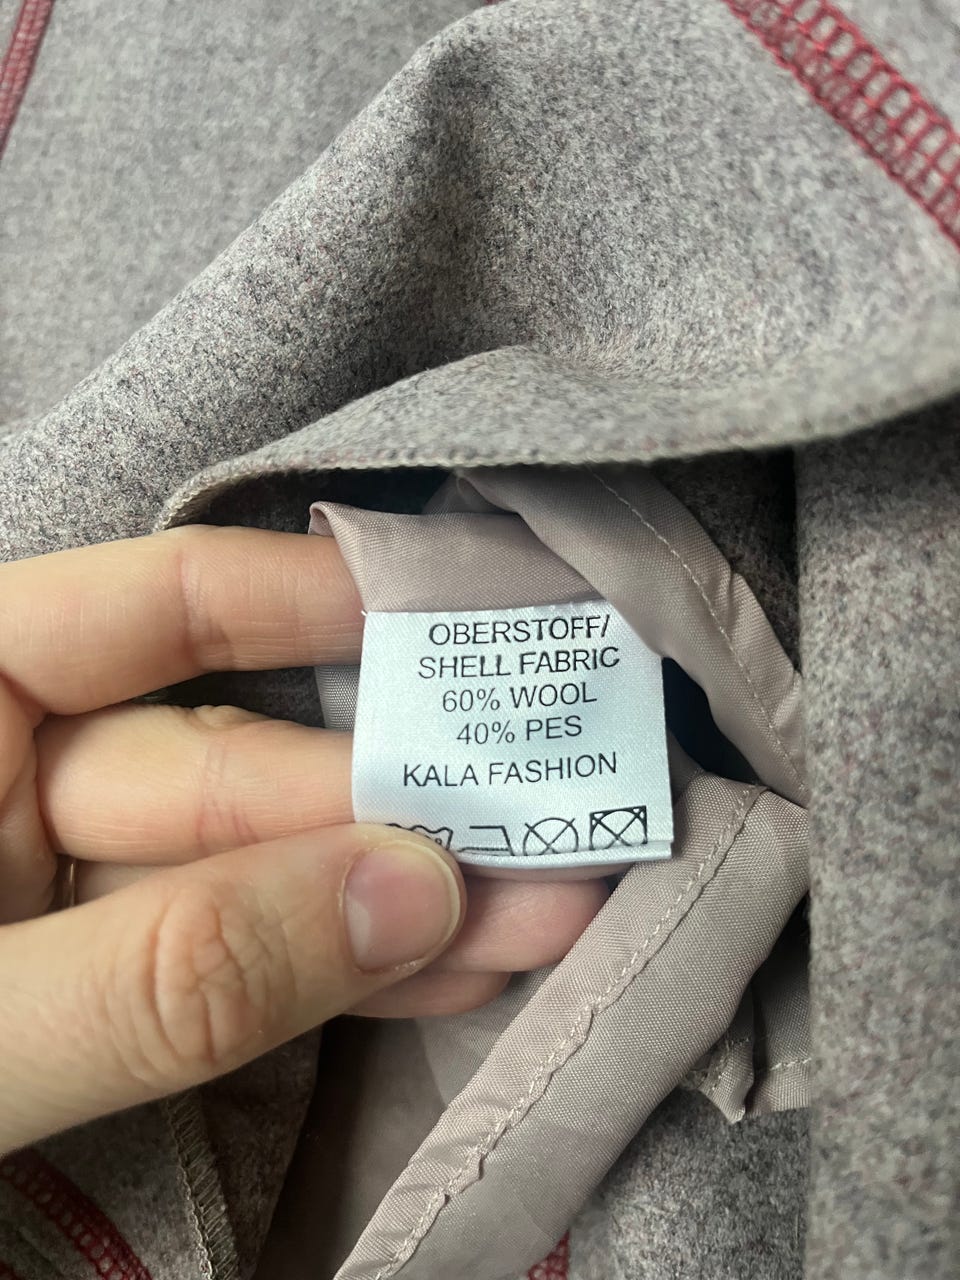 OBERSTOFF/
SHELL FABRIC
60% WOOL
40% PES
KALA FASHION